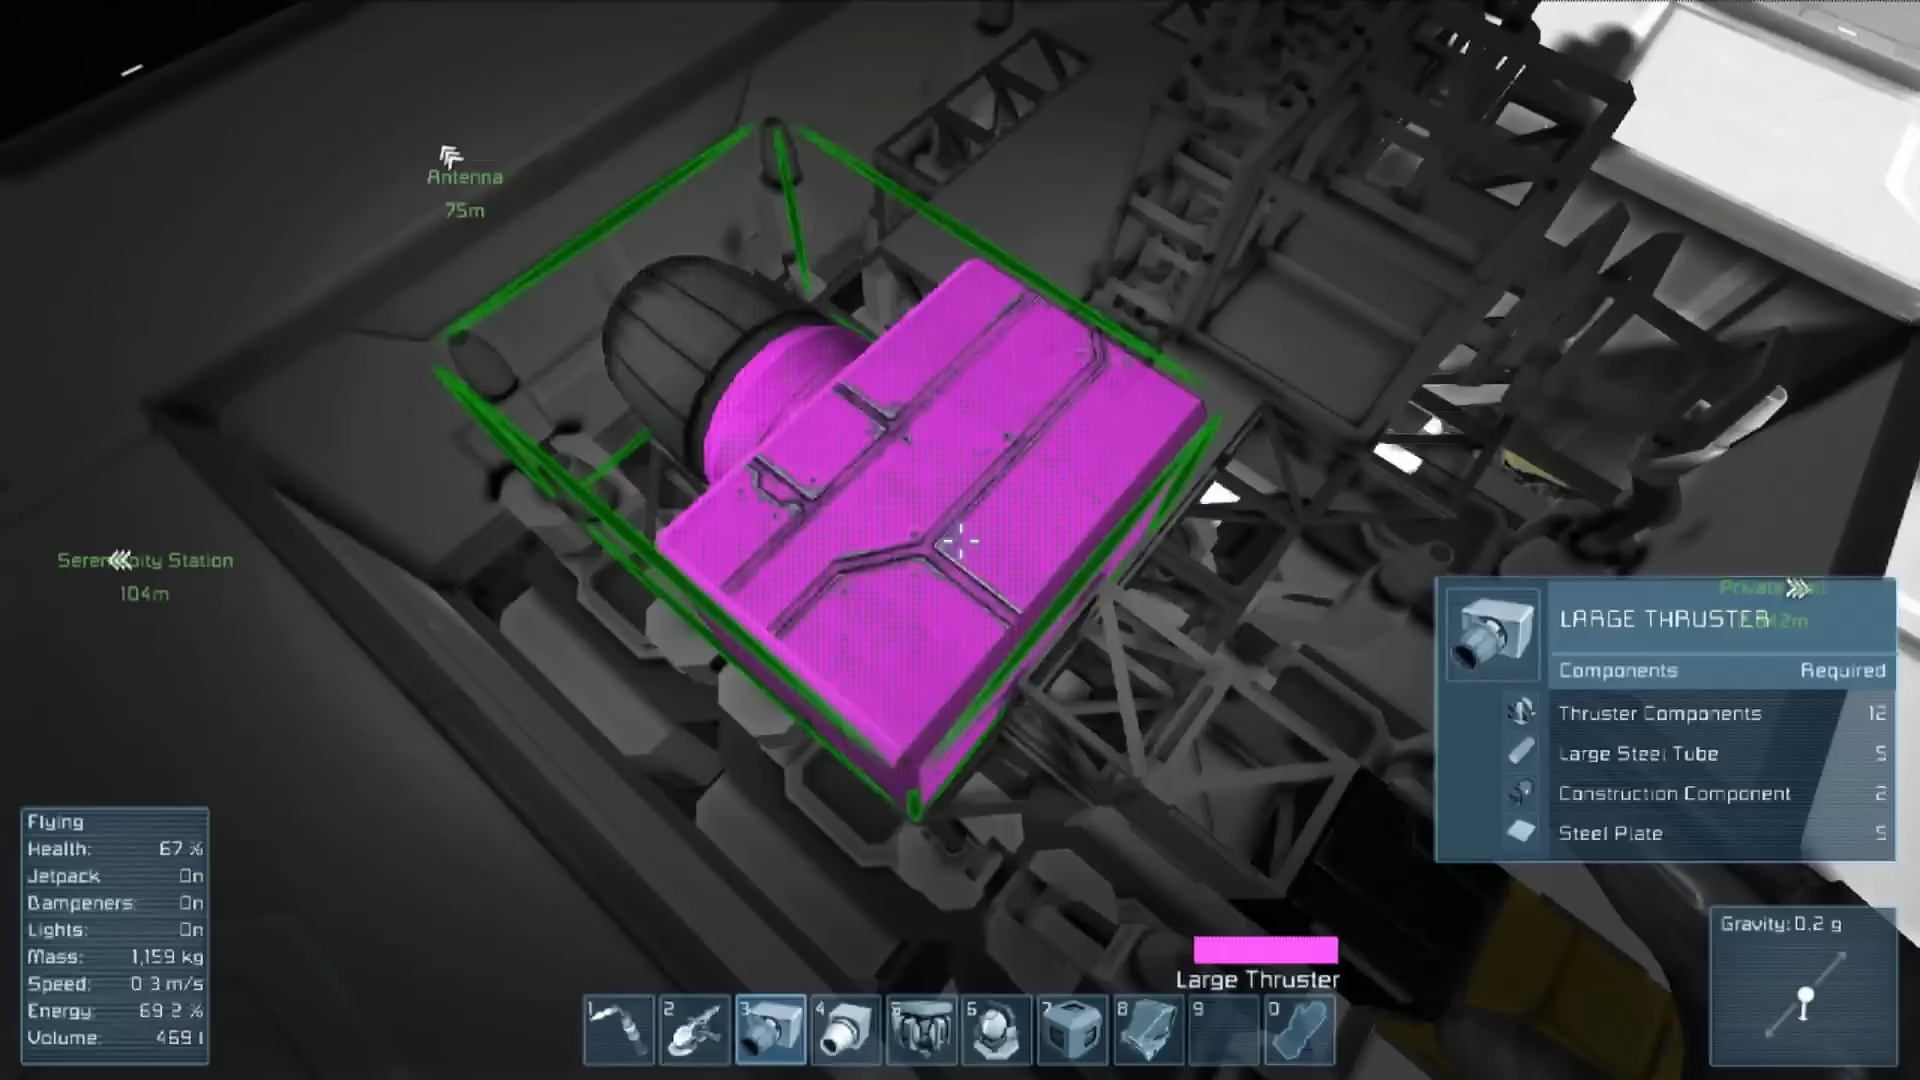 Antenna
75m
Station
104m
LARGE THRUSTER
Components Required
Thruster Components 12
Large Steel Tube 5
Construction Component 2
Steel Plate 5
Flying
Health: 67 %
Jetpack On
Dampeners: On
Lights: On
Mass: 1,159 kg
Speed: 0 3 m/s
Energy: 69 2 %
Volume: 469 l
Gravity: 0.2 g
Large Thruster
1 2 3 4 5 6 7 8 9 0